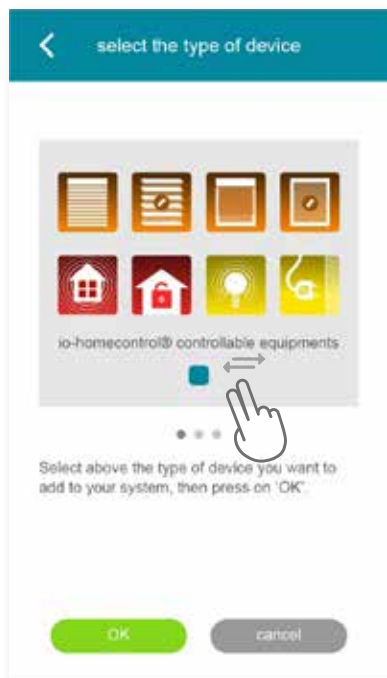 select the type of device
io-homecontrol® controllable equipments
Select above the type of device you want to
add to your system, then press on 'OK'.
OK
cancel